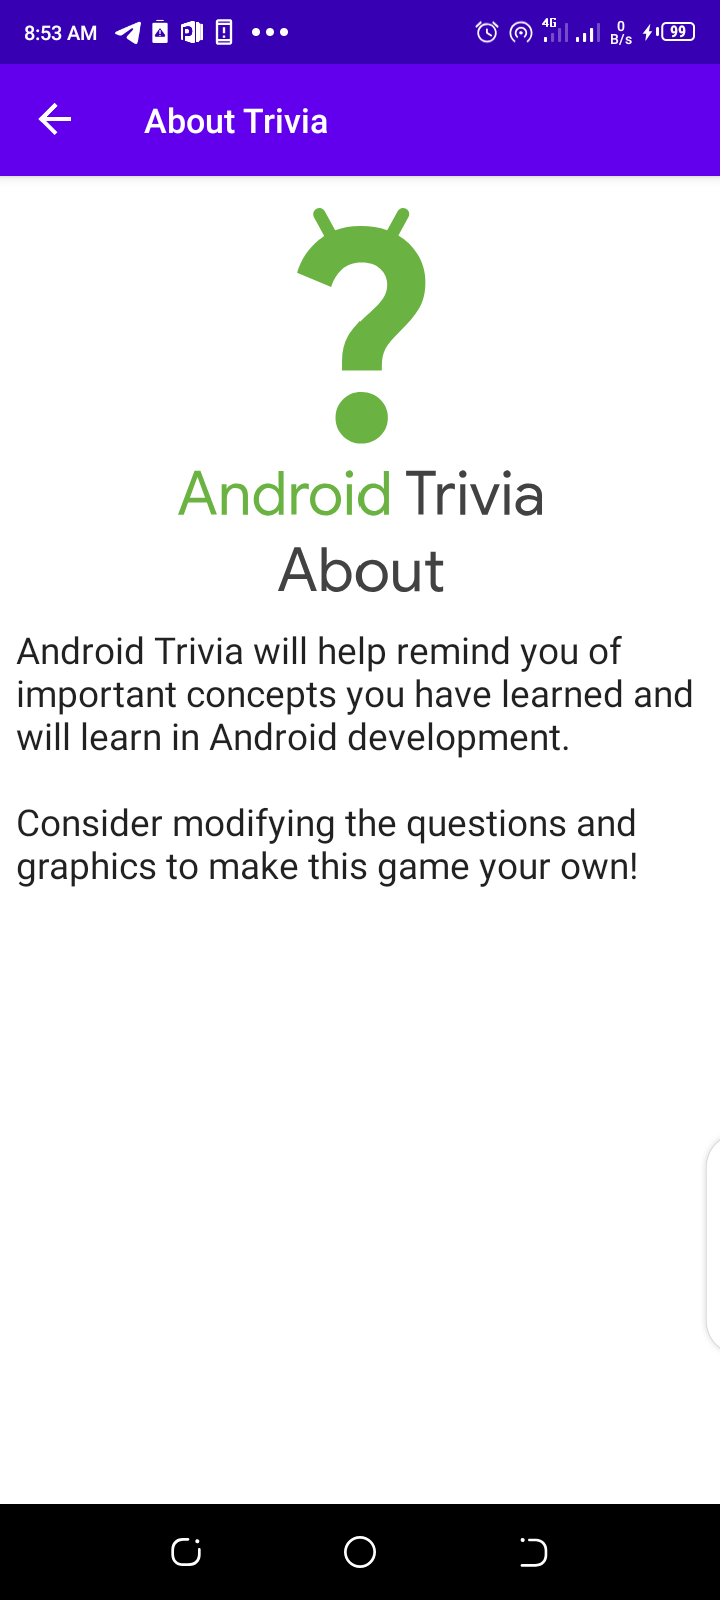 8:53 AM 4G 0 B/s 99
About Trivia
Android Trivia
About
Android Trivia will help remind you of
important concepts you have learned and
will learn in Android development.
Consider modifying the questions and
graphics to make this game your own!